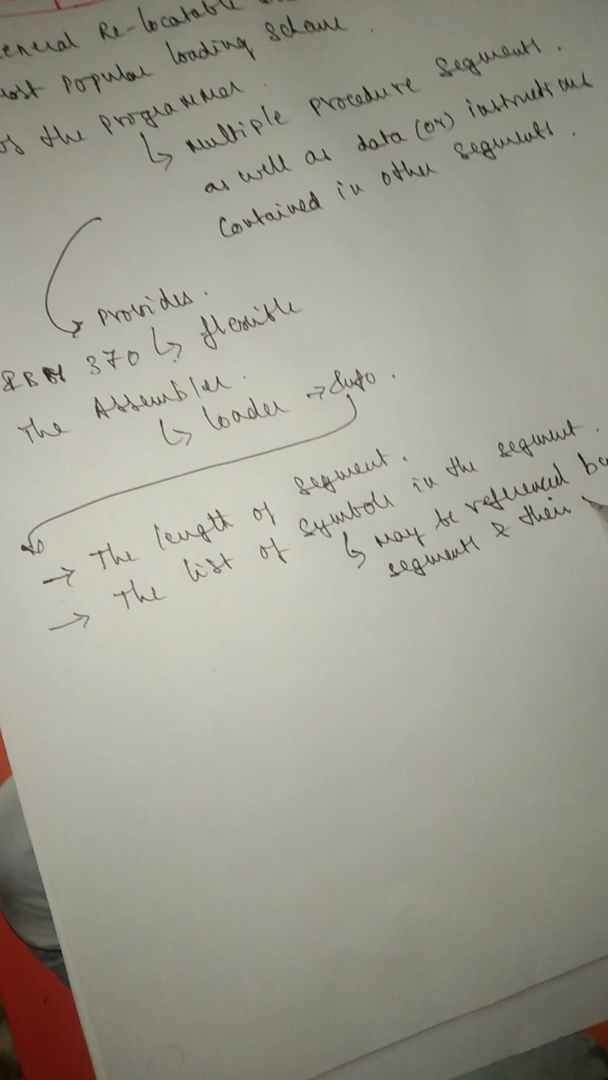 eneral Re-locatable
ost popular loading scheme.
of the programmer.
↳ Multiple procedure segments.
as well as data (or) instructions
Contained in other segments.
→ provides.
370 ↳ flexible
The Assembler.
↳ loader → Info.
→ The length of segment.
→ The list of symbols in the segment.
↳ may be referenced by
segments & their